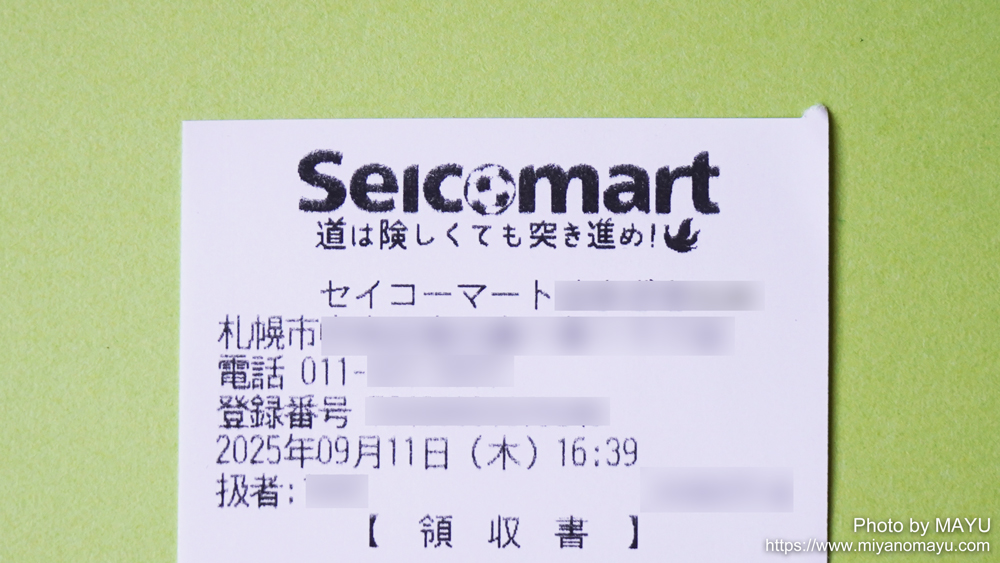 Seicomart
道は険しくても突き進め!
セイコーマート
札幌市
電話 011-
登録番号
2025年09月11日（木）16:39
扱者:
【 領 収 書 】
Photo by MAYU
https://www.miyanomayu.com